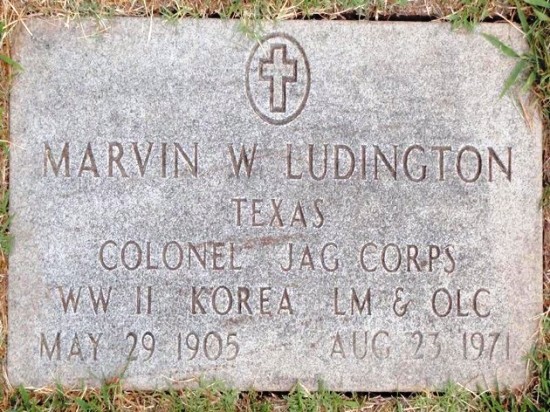 MARVIN W LUDINGTON
TEXAS
COLONEL JAG CORPS
WW II KOREA LM & OLC
MAY 29 1905 AUG 23 1971